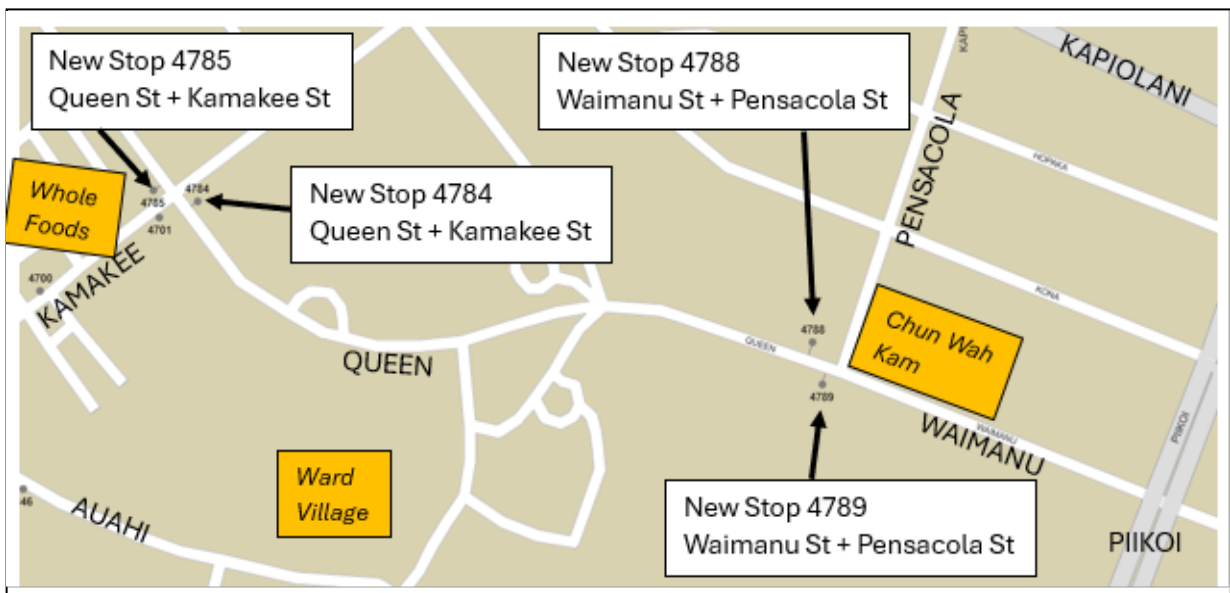 New Stop 4785
Queen St + Kamakee St
New Stop 4788
Waimanu St + Pensacola St
KAPIOLANI
PENSACOLA
HOPAKA
Whole
Foods
4784
4785
4701
New Stop 4784
Queen St + Kamakee St
4700
KAMAKEE
KONA
QUEEN
QUEEN
4788
4789
Chun Wah
Kam
WAIMANU
WAIMANU
PIIKOI
Ward
Village
46
AUAHI
New Stop 4789
Waimanu St + Pensacola St
PIIKOI